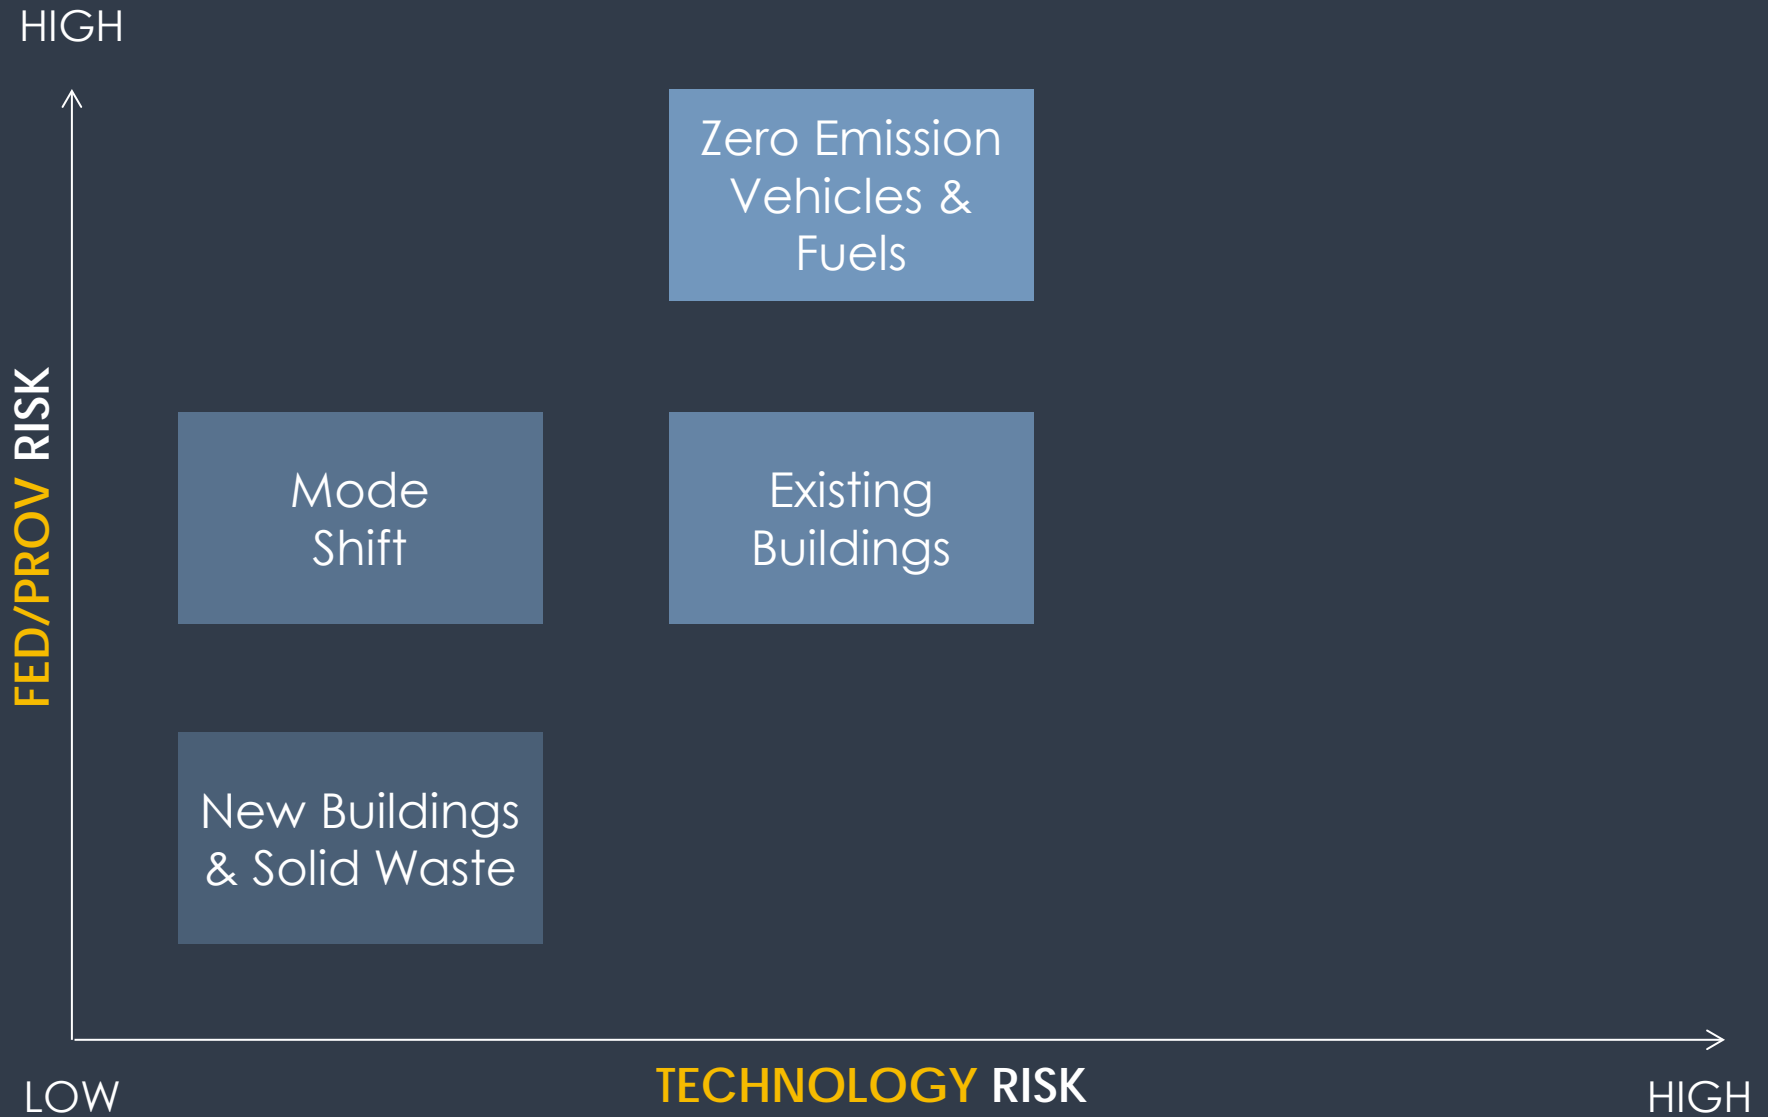 HIGH
Zero Emission
Vehicles &
Fuels
FED/PROV RISK
Mode
Shift
Existing
Buildings
New Buildings
& Solid Waste
LOW
TECHNOLOGY RISK
HIGH